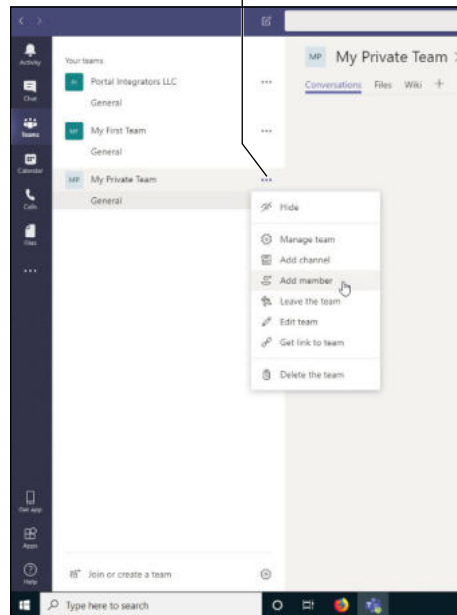 MP My Private Team
Activity
Chat
Teams
Calendar
Calls
Files
Your teams
Portal Integrators LLC
General
My First Team
General
MP My Private Team
General
Conversations Files Wiki +
Hide
Manage team
Add channel
Add member
Leave the team
Edit team
Get link to team
Delete the team
Get app
Apps
Help
Join or create a team
Type here to search